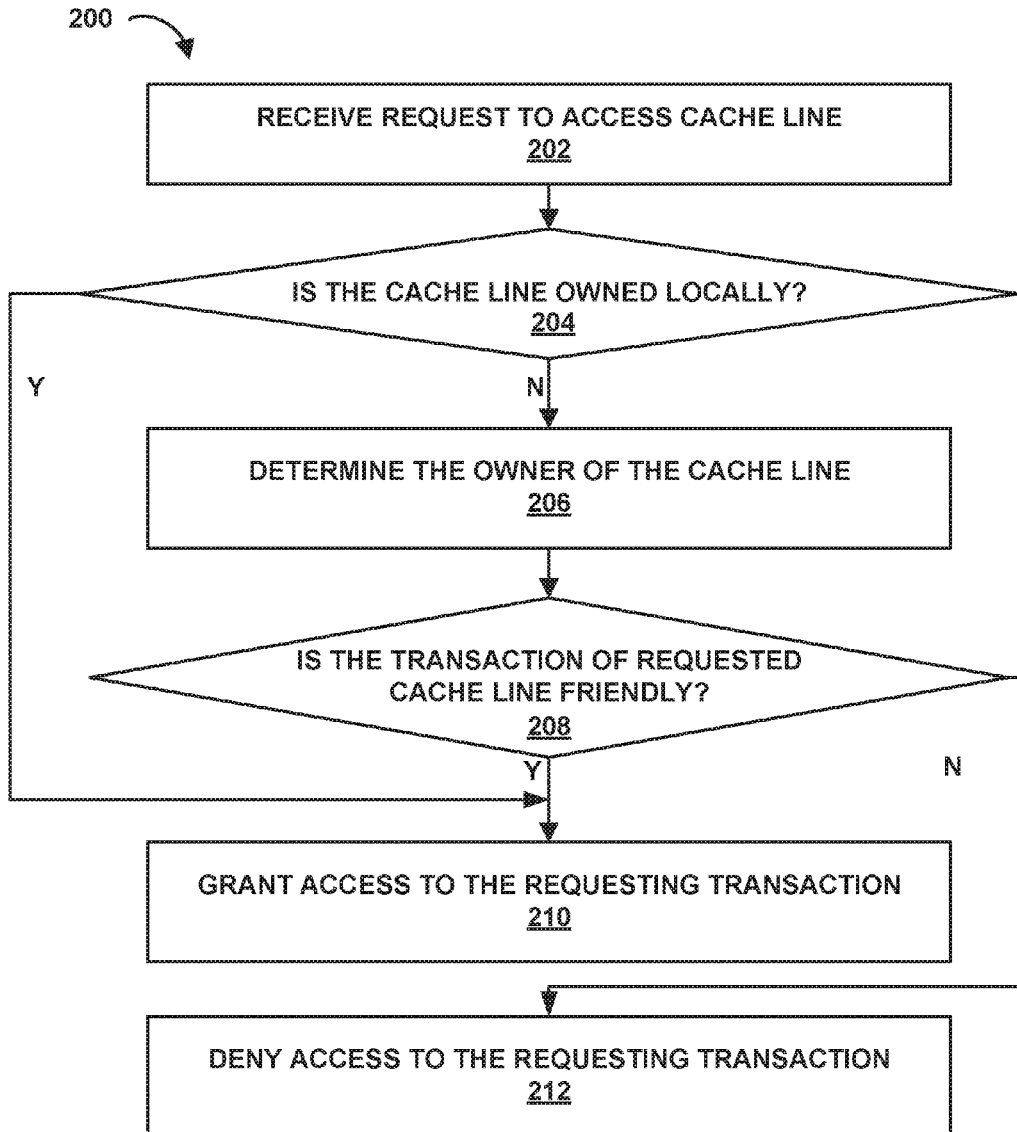 200
RECEIVE REQUEST TO ACCESS CACHE LINE
202
IS THE CACHE LINE OWNED LOCALLY?
204
Y
N
DETERMINE THE OWNER OF THE CACHE LINE
206
IS THE TRANSACTION OF REQUESTED
CACHE LINE FRIENDLY?
208
Y
N
GRANT ACCESS TO THE REQUESTING TRANSACTION
210
DENY ACCESS TO THE REQUESTING TRANSACTION
212